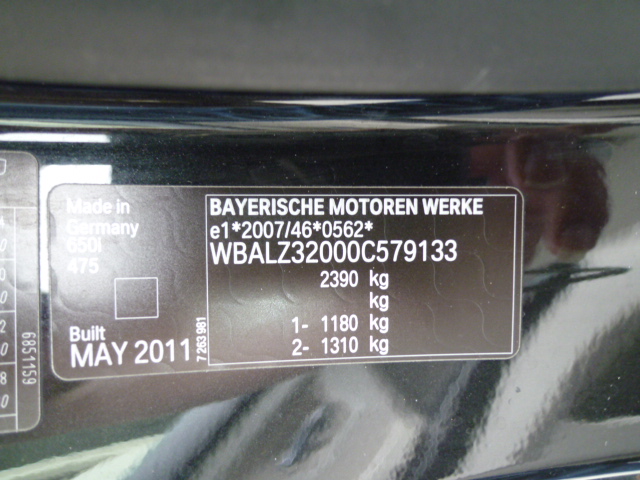 Made in
Germany
650i
475
Built
MAY 2011
7 263 981
BAYERISCHE MOTOREN WERKE
e1*2007/46*0562*
WBALZ32000C579133
2390 kg
kg
1- 1180 kg
2- 1310 kg
6851159